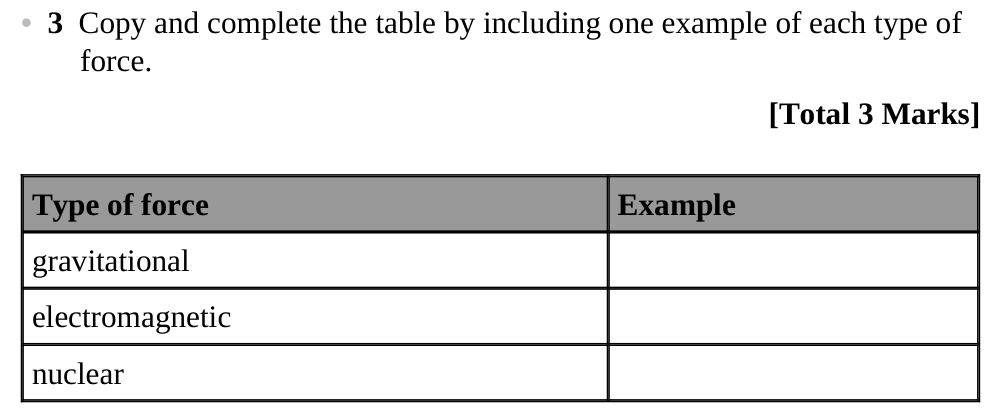 • 3 Copy and complete the table by including one example of each type of
force.
[Total 3 Marks]
Type of force Example
gravitational
electromagnetic
nuclear